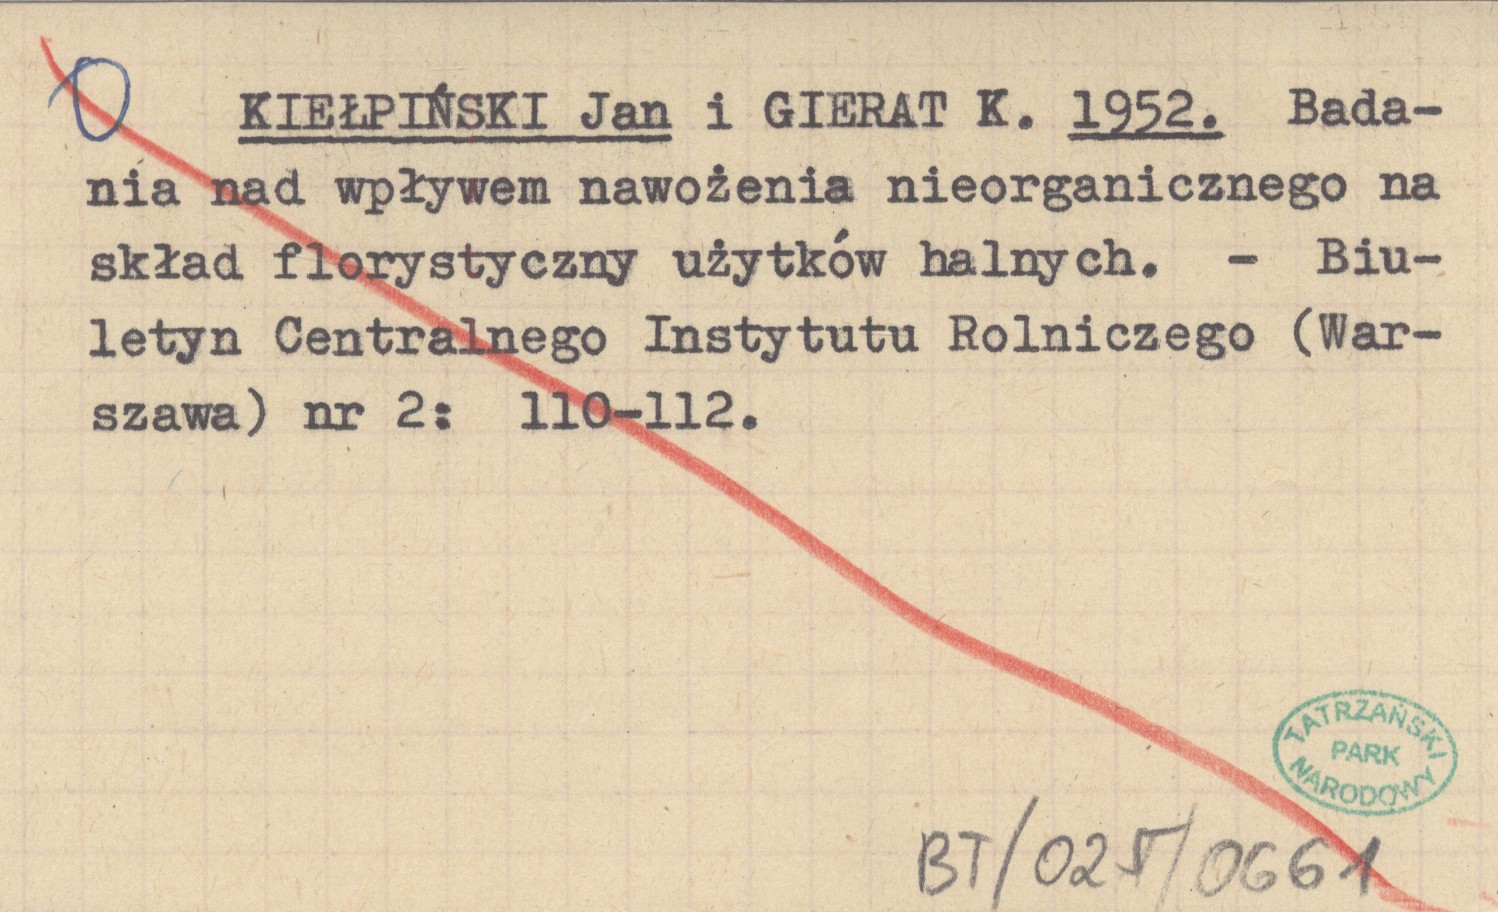 KIEŁPIŃSKI Jan i GIERAT K. 1952. Bada-
nia nad wpływem nawożenia nieorganicznego na
skład florystyczny użytków halnych. - Biu-
letyn Centralnego Instytutu Rolniczego (War-
szawa) nr 2: 110-112.
TATRZAŃSKI
PARK
NARODOWY
BT/025/0661